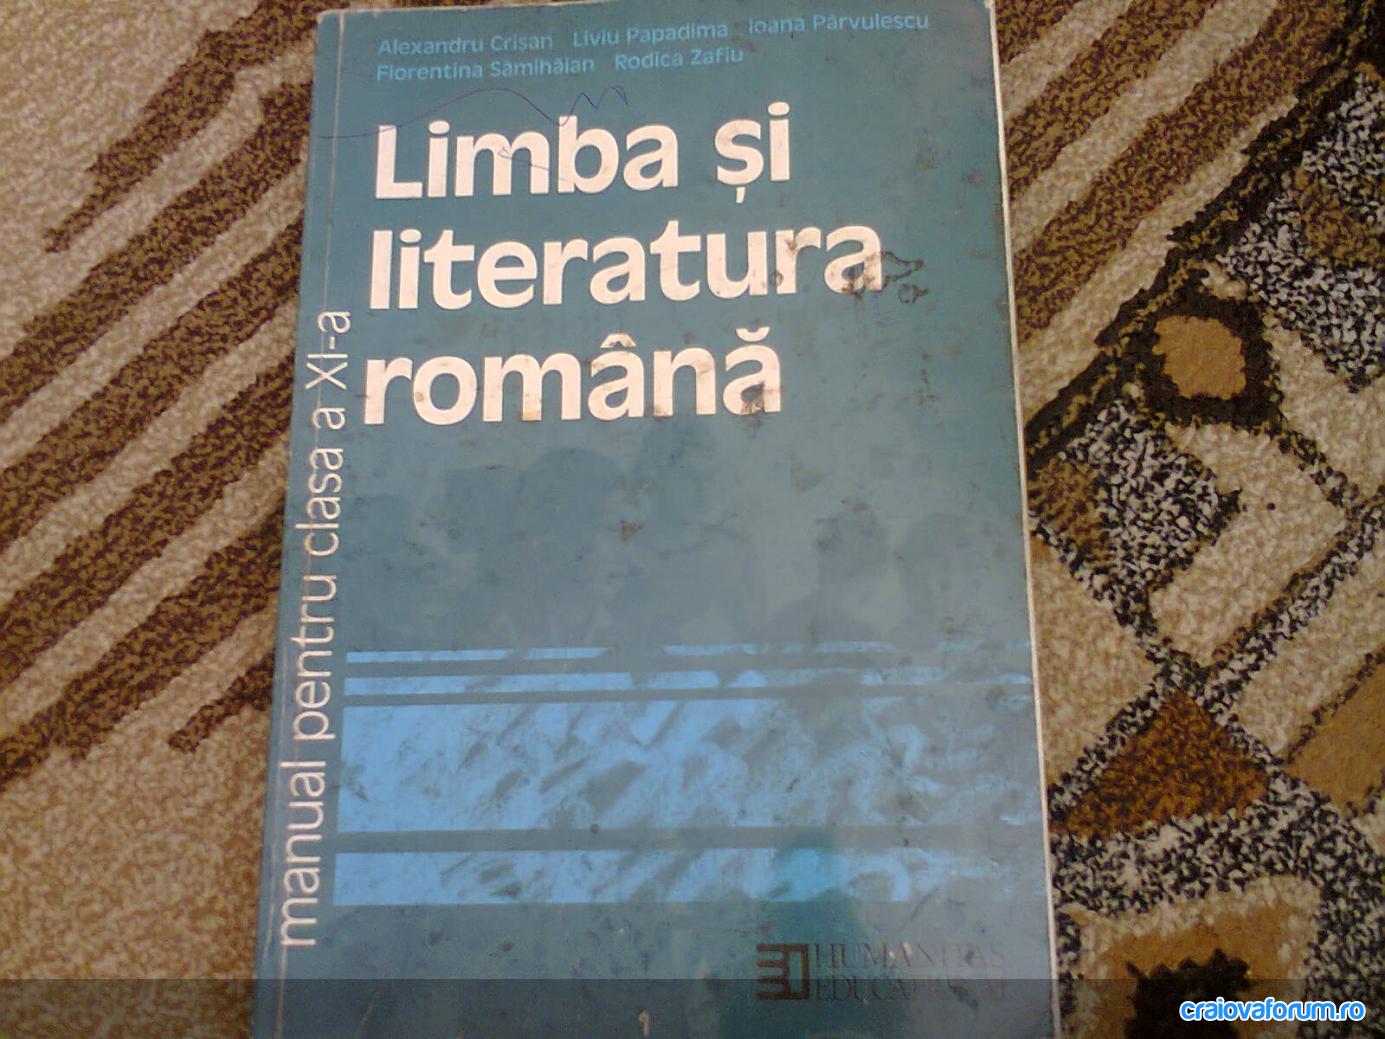 Alexandru Crișan Liviu Papadima Ioana Pârvulescu
Florentina Sâmihăian Rodica Zafiu
Limba și
literatura
română
manual pentru clasa a XI-a
HUMANITAS
EDUCAȚIONAL
craiovaforum.ro